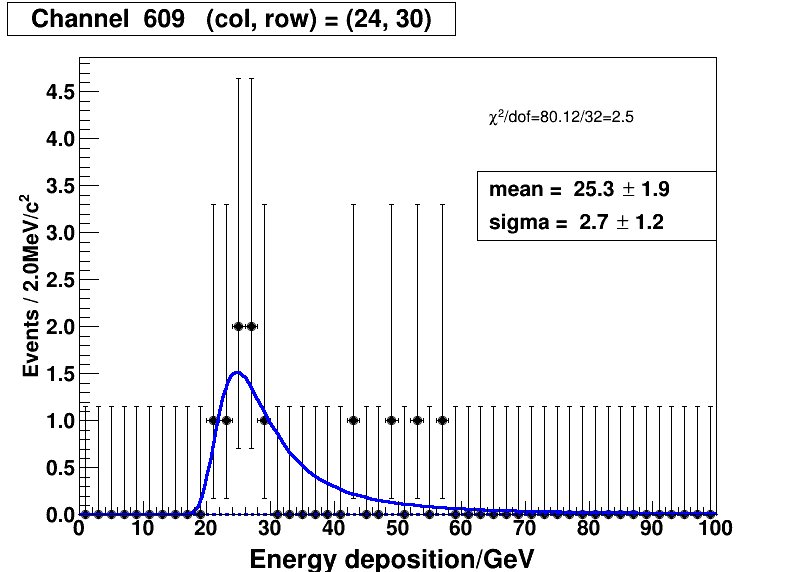 Channel 609 (col, row) = (24, 30)
χ²/dof=80.12/32=2.5
mean = 25.3 ± 1.9
sigma = 2.7 ± 1.2
Events / 2.0MeV/c²
4.5
4.0
3.5
3.0
2.5
2.0
1.5
1.0
0.5
0.0
0 10 20 30 40 50 60 70 80 90 100
Energy deposition/GeV